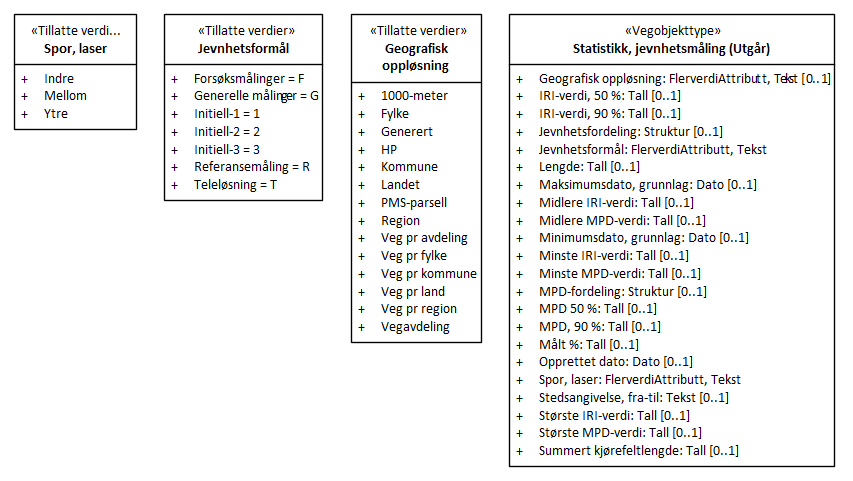 «Tillatte verdi...
Spor, laser
+ Indre
+ Mellom
+ Ytre
«Tillatte verdier»
Jevnhetsformål
+ Forsøksmålinger = F
+ Generelle målinger = G
+ Initiell-1 = 1
+ Initiell-2 = 2
+ Initiell-3 = 3
+ Referansemåling = R
+ Teleløsning = T
«Tillatte verdier»
Geografisk
oppløsning
+ 1000-meter
+ Fylke
+ Generert
+ HP
+ Kommune
+ Landet
+ PMS-parsell
+ Region
+ Veg pr avdeling
+ Veg pr fylke
+ Veg pr kommune
+ Veg pr land
+ Veg pr region
+ Vegavdeling
«Vegobjekttype»
Statistikk, jevnhetsmåling (Utgår)
+ Geografisk oppløsning: FlerverdiAttributt, Tekst [0..1]
+ IRI-verdi, 50 %: Tall [0..1]
+ IRI-verdi, 90 %: Tall [0..1]
+ Jevnhetsfordeling: Struktur [0..1]
+ Jevnhetsformål: FlerverdiAttributt, Tekst
+ Lengde: Tall [0..1]
+ Maksimumsdato, grunnlag: Dato [0..1]
+ Midlere IRI-verdi: Tall [0..1]
+ Midlere MPD-verdi: Tall [0..1]
+ Minimumsdato, grunnlag: Dato [0..1]
+ Minste IRI-verdi: Tall [0..1]
+ Minste MPD-verdi: Tall [0..1]
+ MPD-fordeling: Struktur [0..1]
+ MPD 50 %: Tall [0..1]
+ MPD, 90 %: Tall [0..1]
+ Målt %: Tall [0..1]
+ Opprettet dato: Dato [0..1]
+ Spor, laser: FlerverdiAttributt, Tekst
+ Stedsangivelse, fra-til: Tekst [0..1]
+ Største IRI-verdi: Tall [0..1]
+ Største MPD-verdi: Tall [0..1]
+ Summert kjørefeltlengde: Tall [0..1]